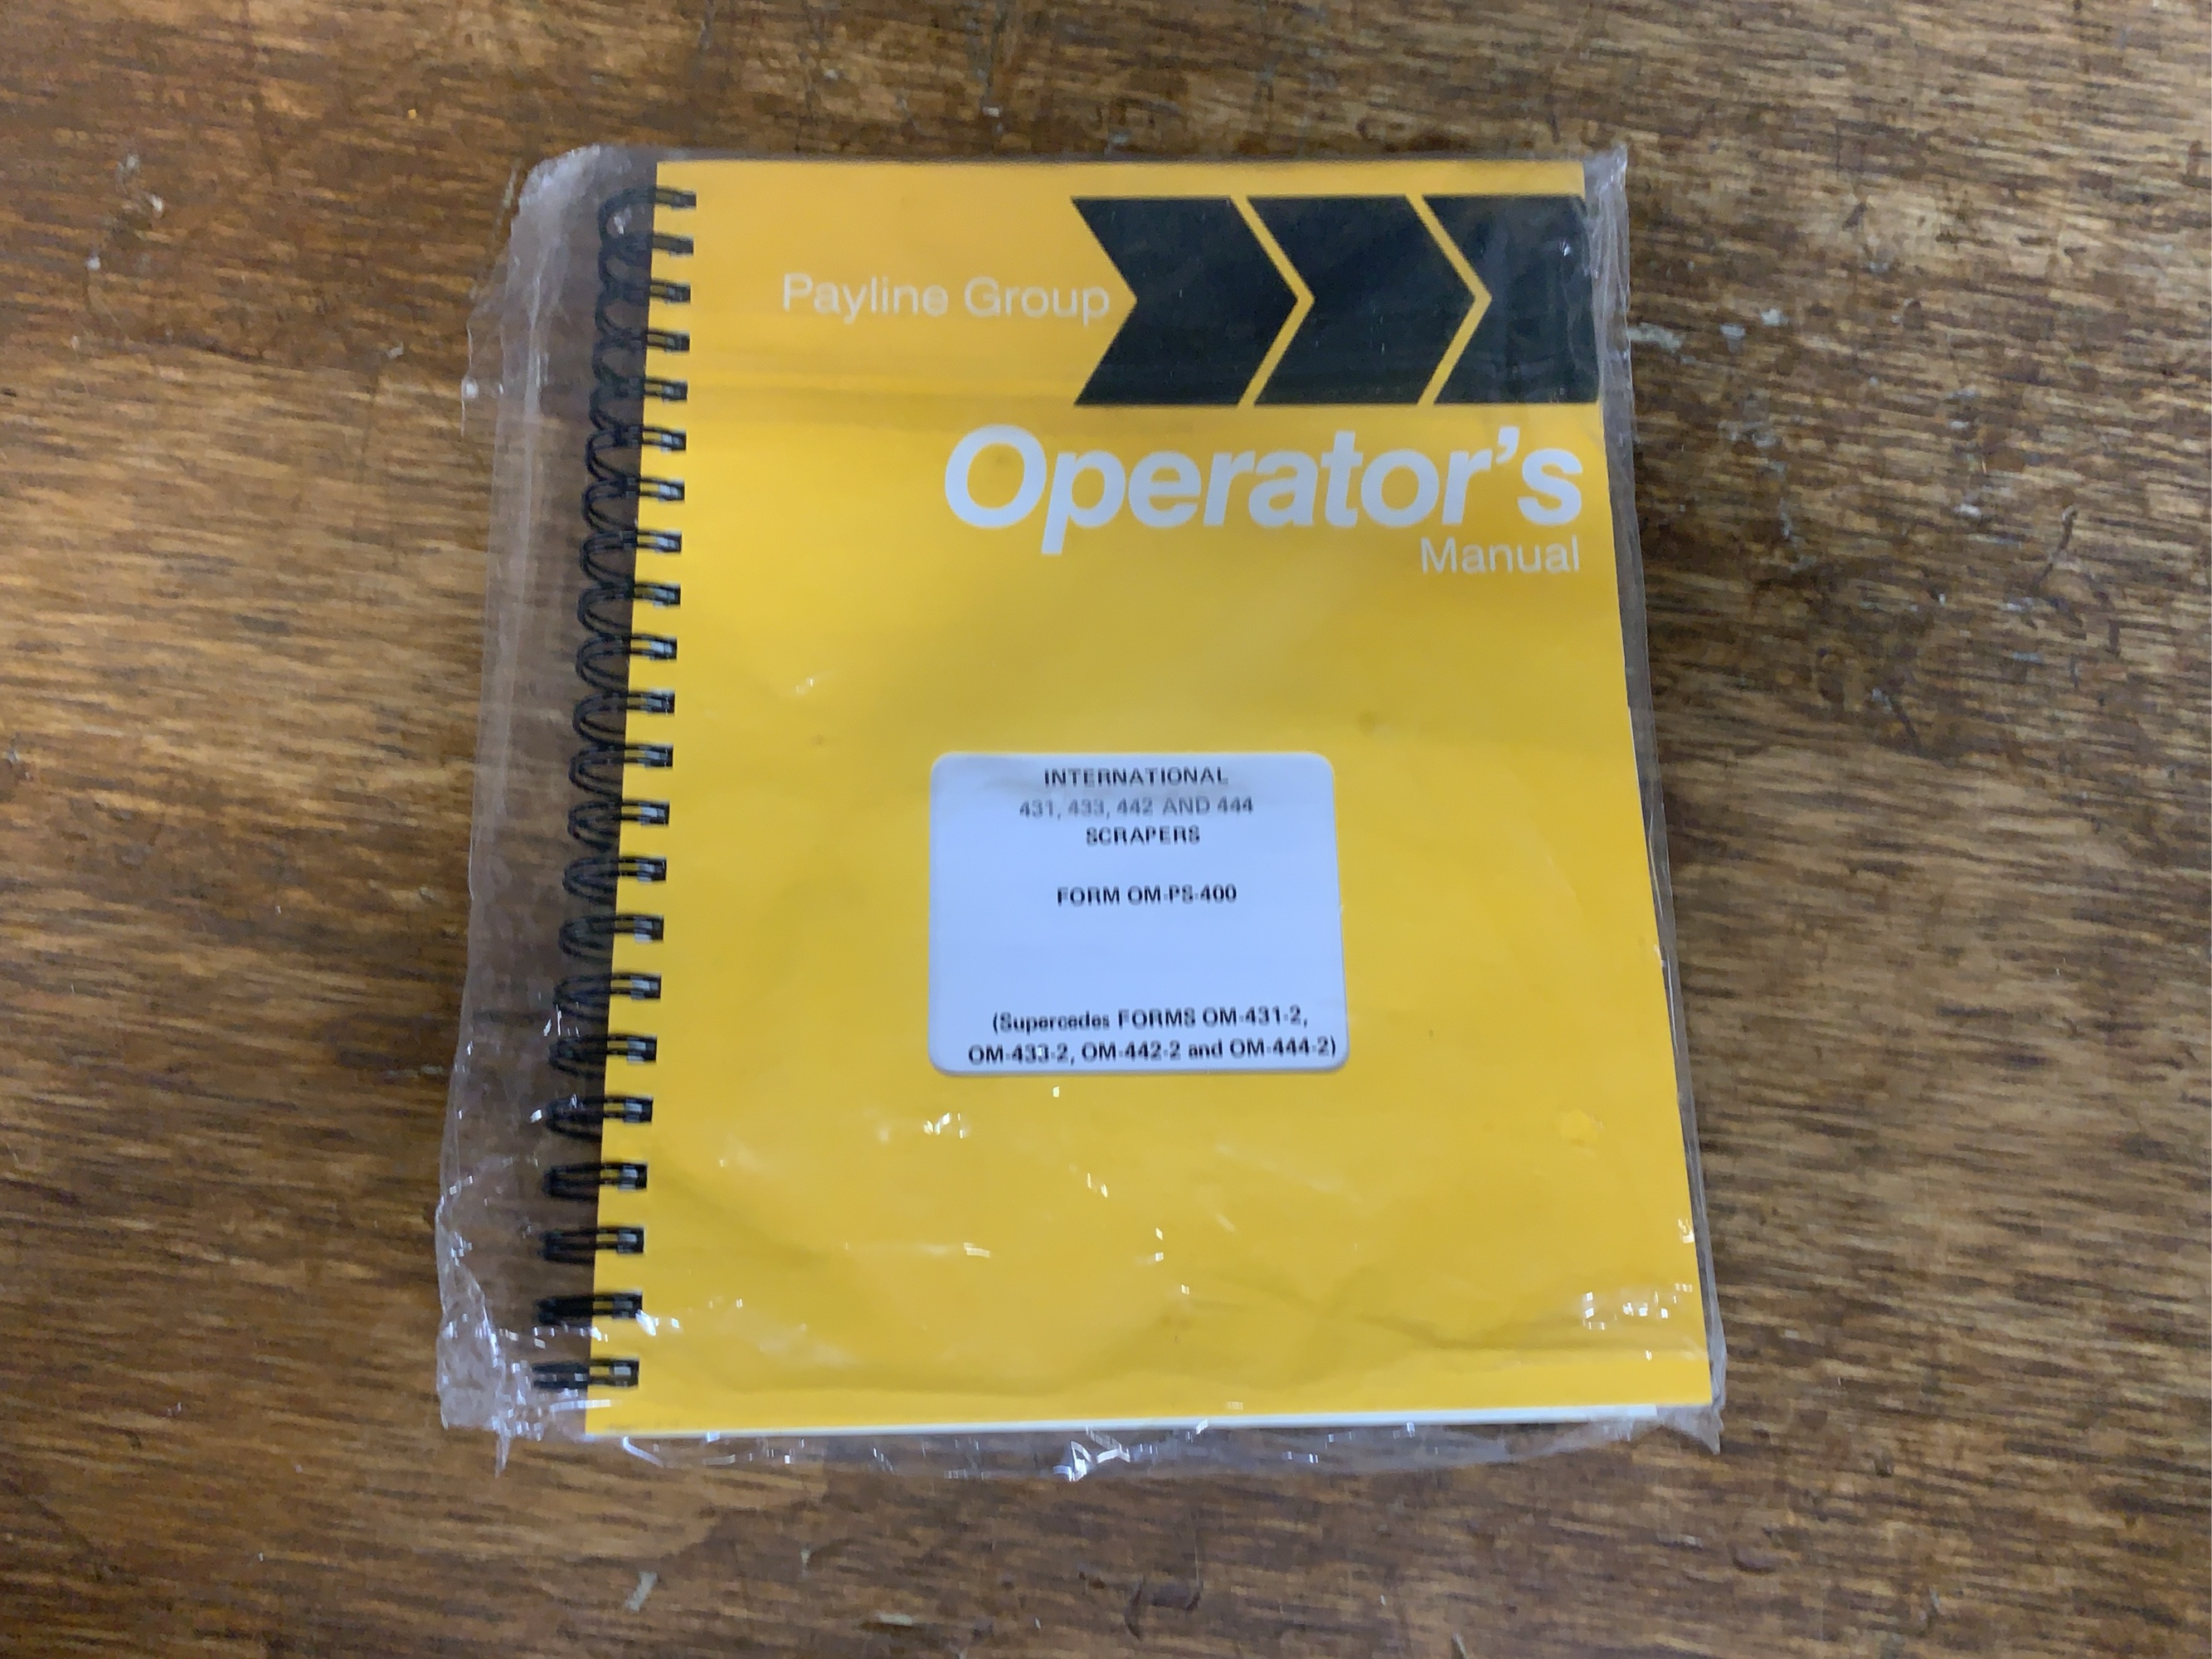 Payline Group
Operator's
Manual
INTERNATIONAL
431, 433, 442 AND 444
SCRAPERS
FORM OM-PS-400
(Supercedes FORMS OM-431-2,
OM-433-2, OM-442-2 and OM-444-2)